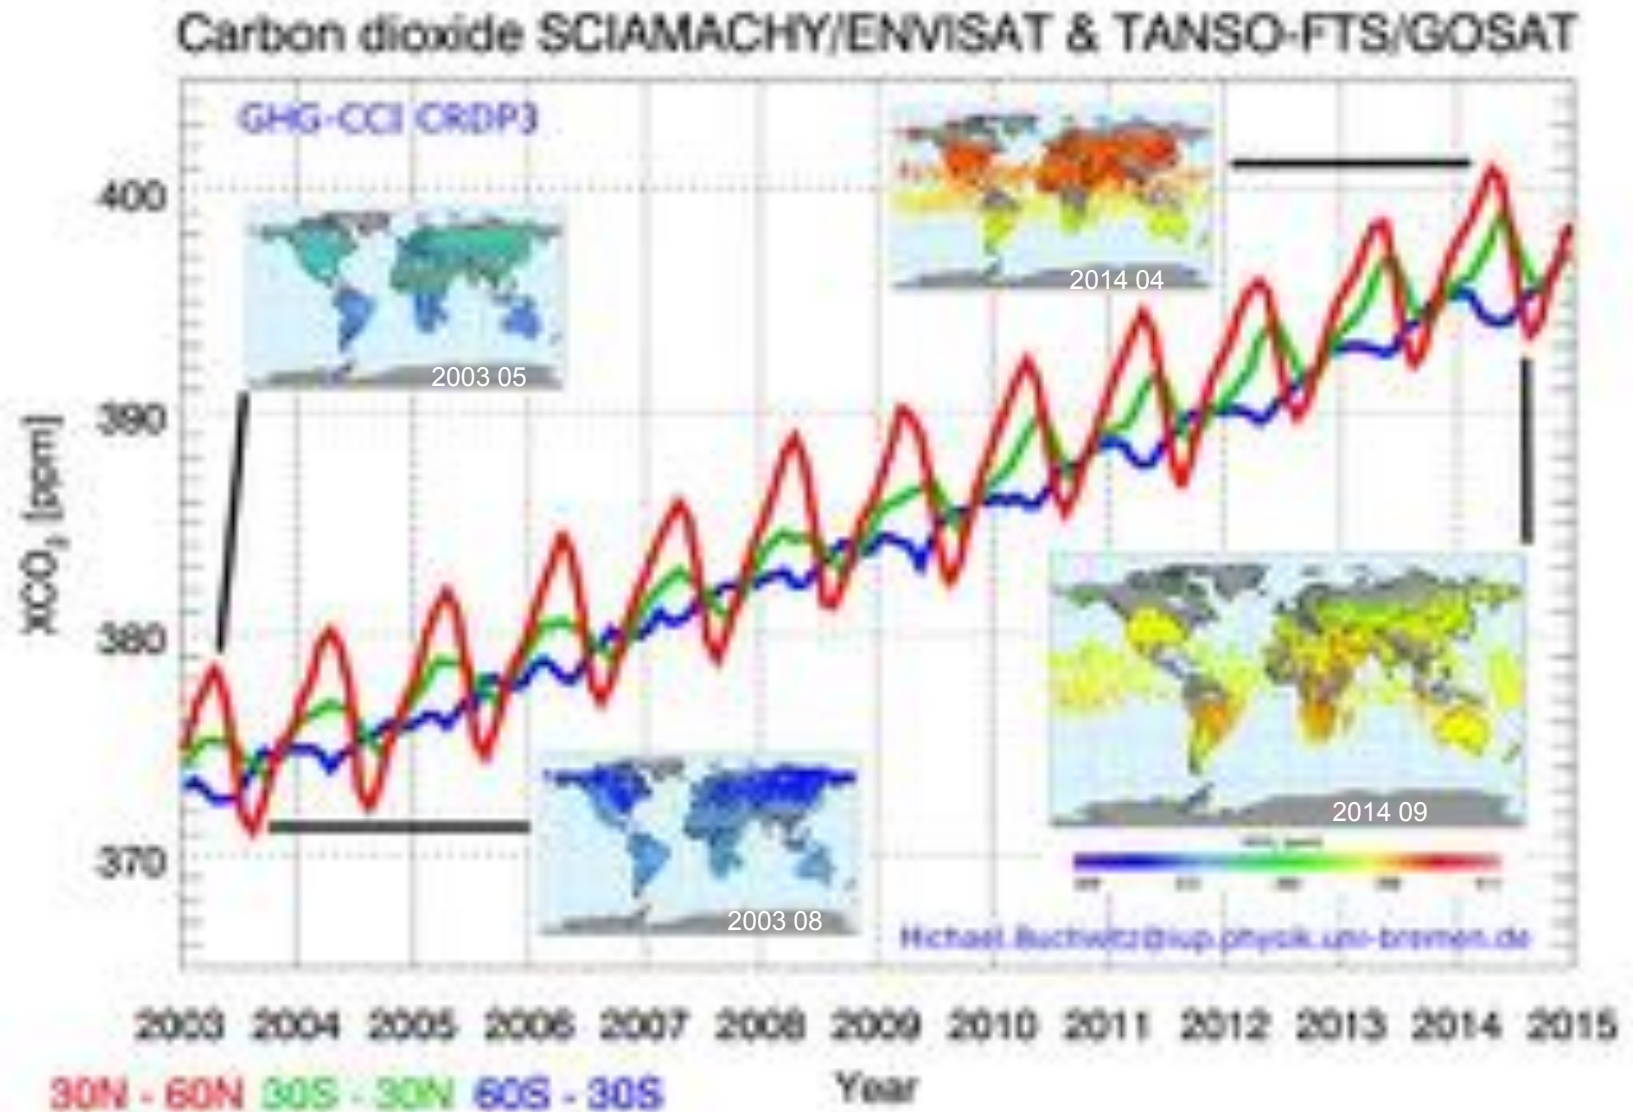 Carbon dioxide SCIAMACHY/ENVISAT & TANSO-FTS/GOSAT
GHG-CCI CRDP3
400
390
380
370
XCO₂ [ppm]
2003 05
2014 04
2003 08
2014 09
Michael.Buchwitz@iup.physik.uni-bremen.de
2003 2004 2005 2006 2007 2008 2009 2010 2011 2012 2013 2014 2015
30N - 60N 30S - 30N 60S - 30S
Year